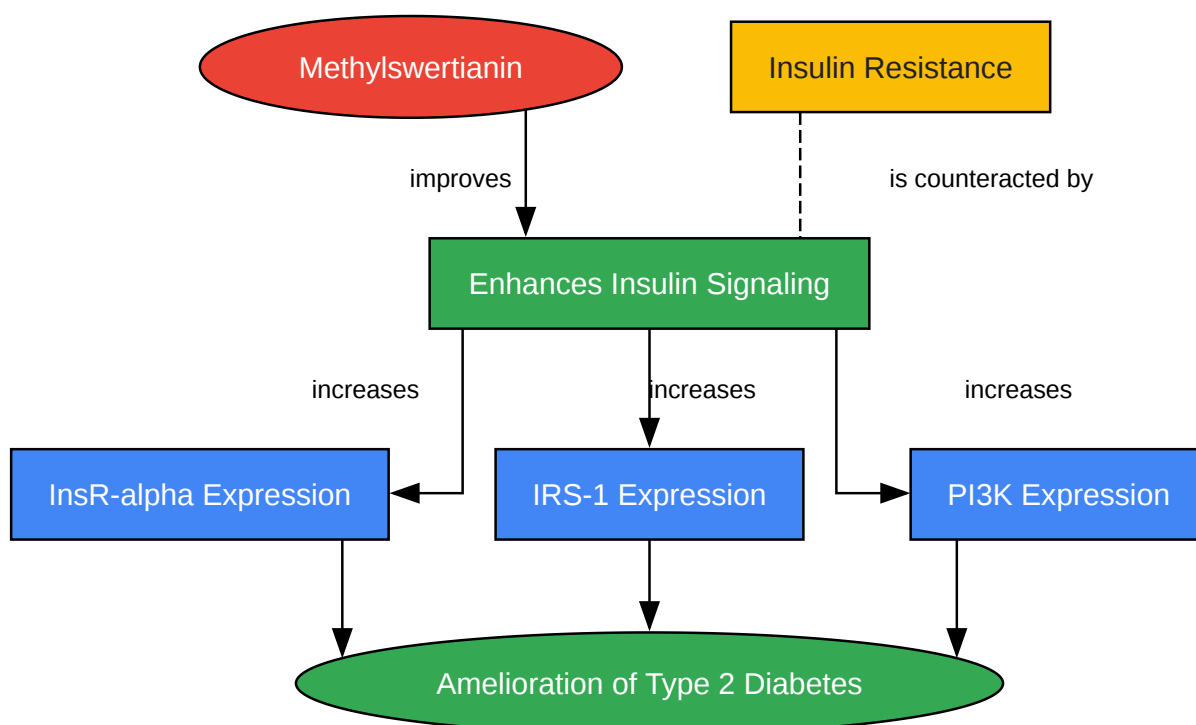 Methylswertianin
Insulin Resistance
improves
is counteracted by
Enhances Insulin Signaling
increases
increases
increases
InsR-alpha Expression
IRS-1 Expression
PI3K Expression
Amelioration of Type 2 Diabetes